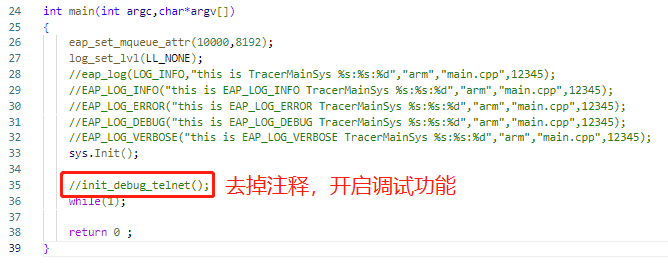 24 int main(int argc,char*argv[])
25 {
26 eap_set_mqueue_attr(10000,8192);
27 log_set_lvl(LL_NONE);
28 //eap_log(LOG_INFO,"this is TracerMainSys %s:%s:%d","arm","main.cpp",12345);
29 //EAP_LOG_INFO("this is EAP_LOG_INFO TracerMainSys %s:%s:%d","arm","main.cpp",12345);
30 //EAP_LOG_ERROR("this is EAP_LOG_ERROR TracerMainSys %s:%s:%d","arm","main.cpp",12345);
31 //EAP_LOG_DEBUG("this is EAP_LOG_DEBUG TracerMainSys %s:%s:%d","arm","main.cpp",12345);
32 //EAP_LOG_VERBOSE("this is EAP_LOG_VERBOSE TracerMainSys %s:%s:%d","arm","main.cpp",12345);
33 sys.Init();
34
35 //init_debug_telnet(); 去掉注释，开启调试功能
36 while(1);
37
38 return 0 ;
39 }